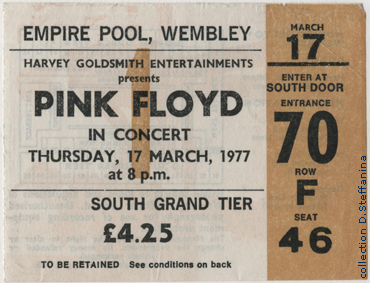 EMPIRE POOL, WEMBLEY
HARVEY GOLDSMITH ENTERTAINMENTS
presents
PINK FLOYD
IN CONCERT
THURSDAY, 17 MARCH, 1977
at 8 p.m.
SOUTH GRAND TIER
£4.25
TO BE RETAINED See conditions on back
MARCH
17
ENTER AT
SOUTH DOOR
ENTRANCE
70
ROW
F
SEAT
46
collection D.Steffanina